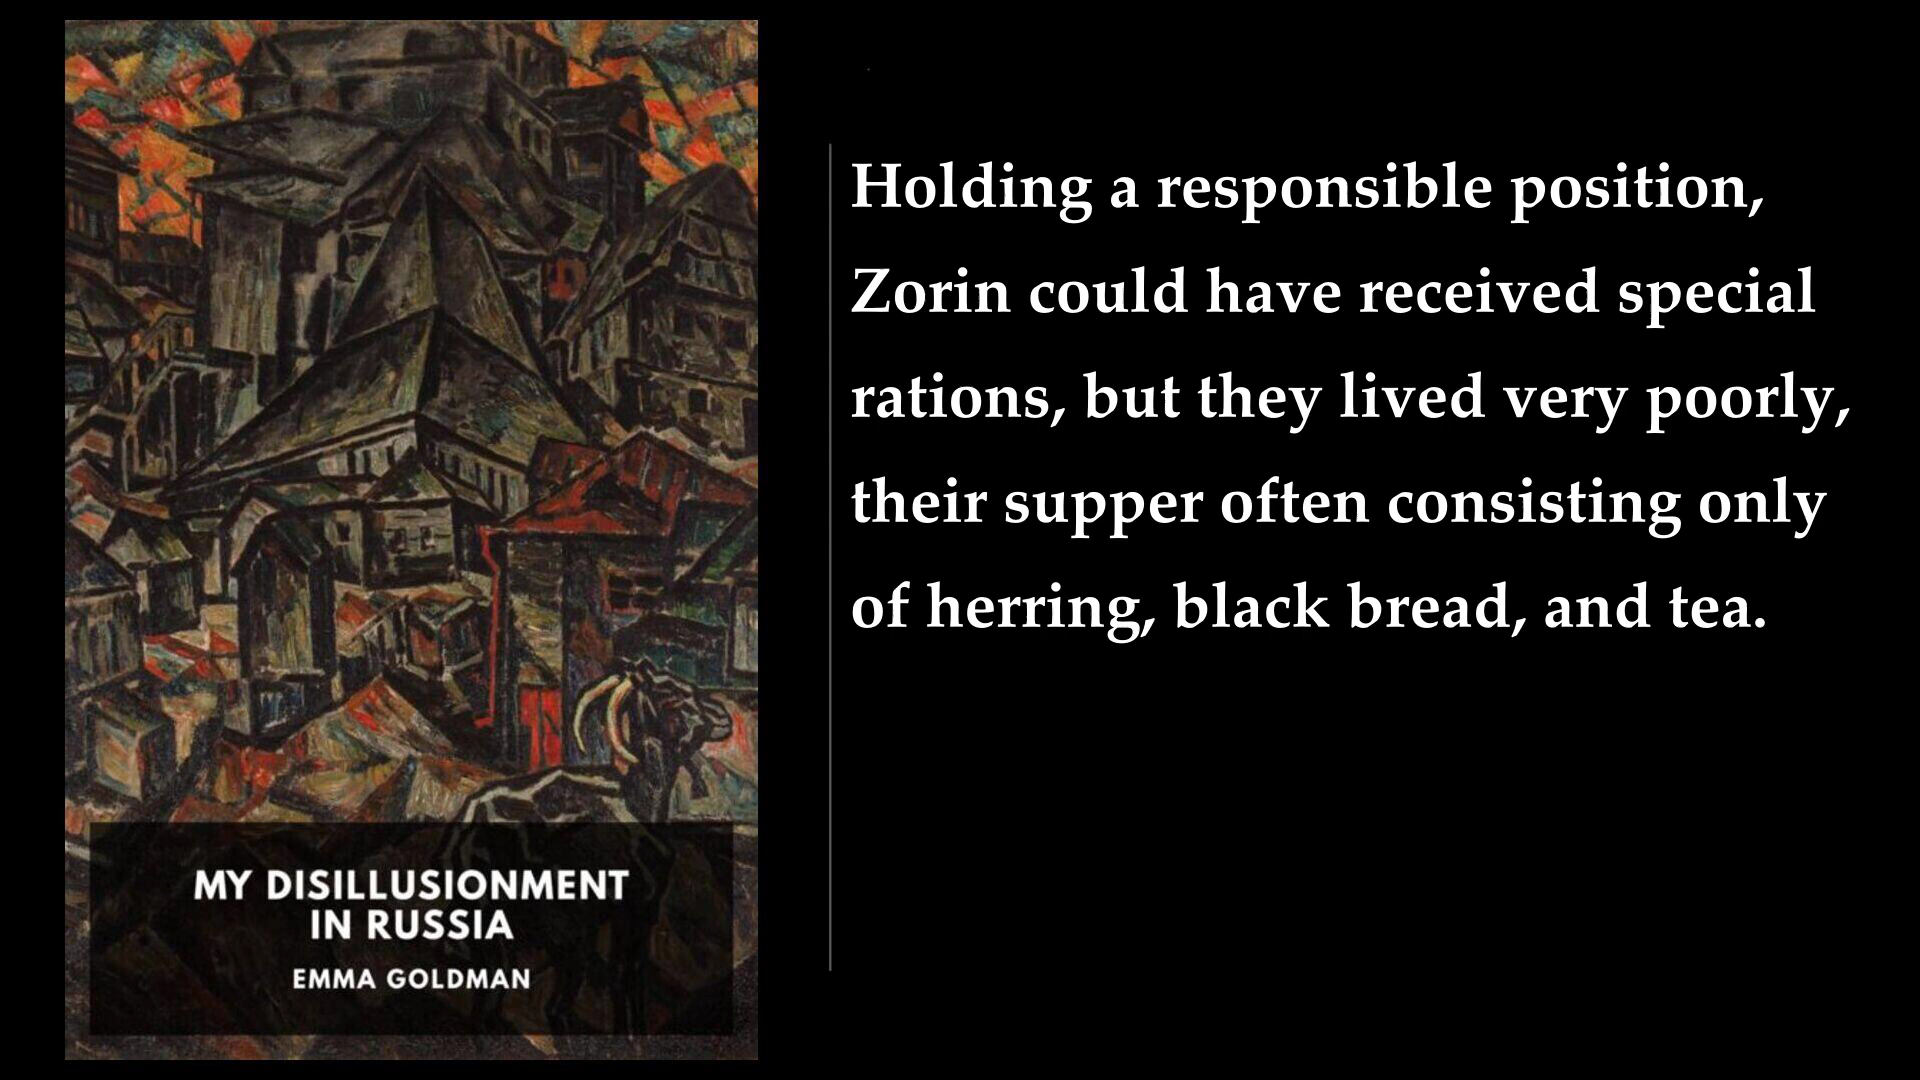 MY DISILLUSIONMENT
IN RUSSIA
EMMA GOLDMAN
Holding a responsible position,
Zorin could have received special
rations, but they lived very poorly,
their supper often consisting only
of herring, black bread, and tea.